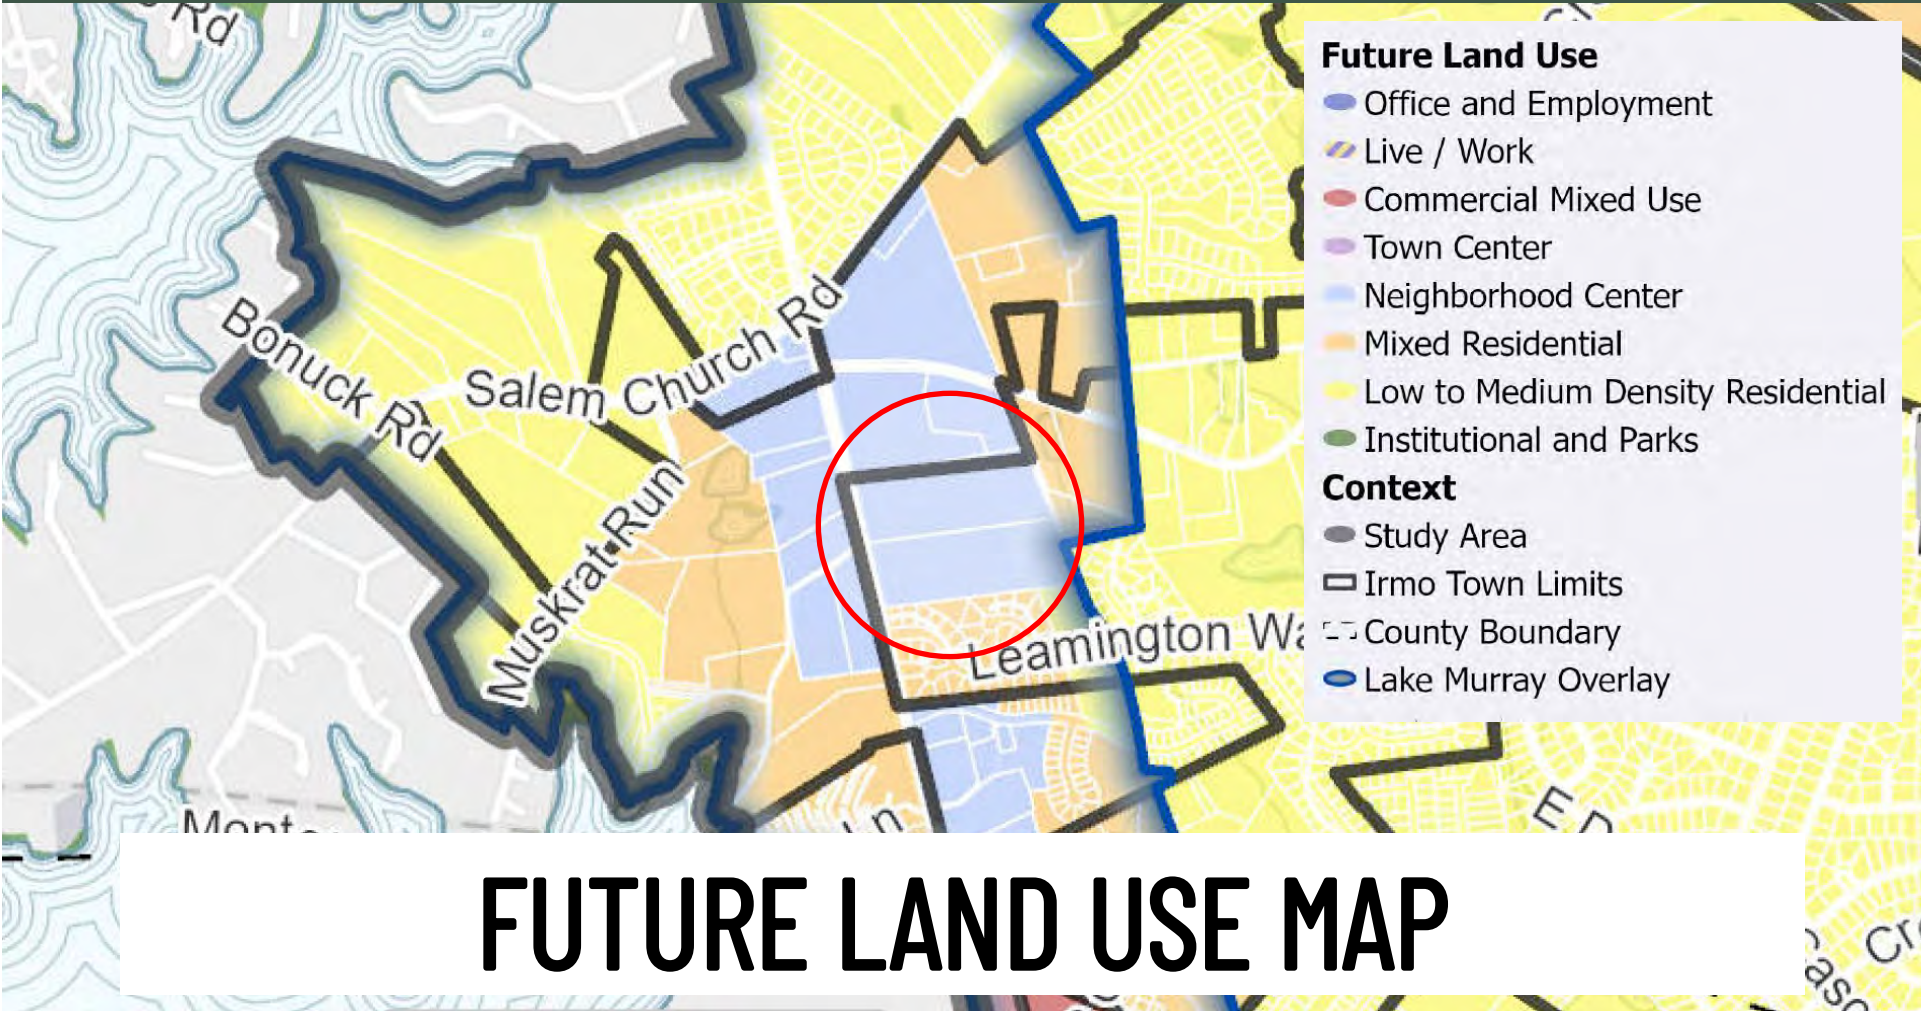 Rd
Future Land Use
Office and Employment
Live / Work
Commercial Mixed Use
Town Center
Neighborhood Center
Mixed Residential
Low to Medium Density Residential
Institutional and Parks
Context
Study Area
Irmo Town Limits
County Boundary
Lake Murray Overlay
Bonuck Rd
Salem Church Rd
Muskrat Run
Leamington Wa
Ln
FUTURE LAND USE MAP